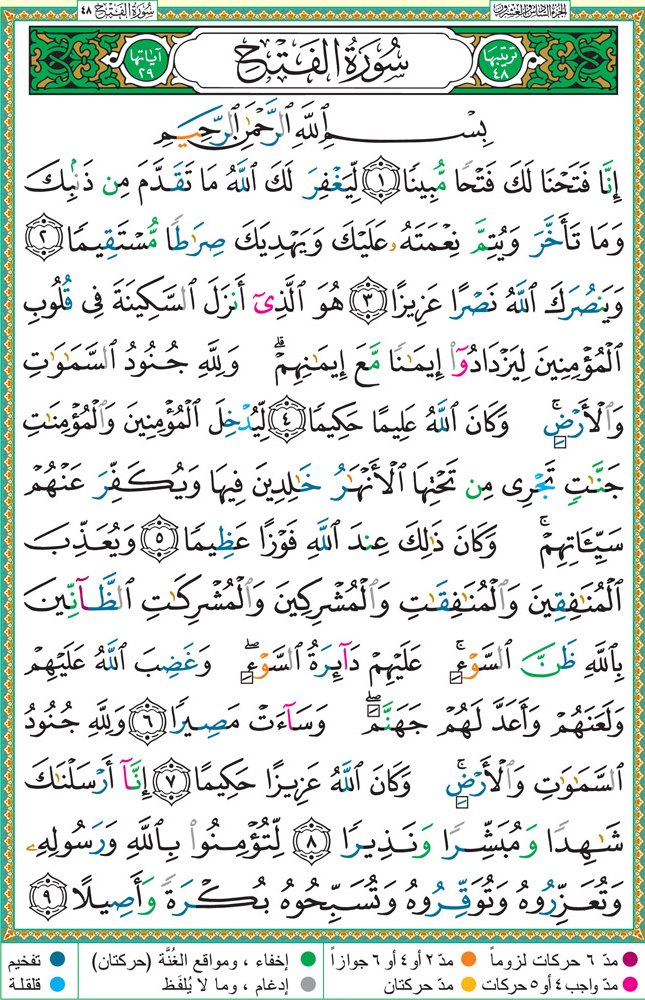 الجزء السادس والعشرون
سُورَةُ الفَتْح ٤٨
تَرتيبُهَا ٤٨
سُورَةُ الفَتْحِ
آيَاتُهَا ٢٩
بِسْمِ ٱللَّهِ ٱلرَّحْمَٰنِ ٱلرَّحِيمِ
إِنَّا فَتَحْنَا لَكَ فَتْحًا مُّبِينًا ١ لِّيَغْفِرَ لَكَ ٱللَّهُ مَا تَقَدَّمَ مِن ذَنۢبِكَ
وَمَا تَأَخَّرَ وَيُتِمَّ نِعْمَتَهُۥ عَلَيْكَ وَيَهْدِيَكَ صِرَٰطًا مُّسْتَقِيمًا ٢
وَيَنصُرَكَ ٱللَّهُ نَصْرًا عَزِيزًا ٣ هُوَ ٱلَّذِىٓ أَنزَلَ ٱلسَّكِينَةَ فِى قُلُوبِ
ٱلْمُؤْمِنِينَ لِيَزْدَادُوٓا۟ إِيمَٰنًا مَّعَ إِيمَٰنِهِمْ ۗ وَلِلَّهِ جُنُودُ ٱلسَّمَٰوَٰتِ
وَٱلْأَرْضِ ۚ وَكَانَ ٱللَّهُ عَلِيمًا حَكِيمًا ٤ لِّيُدْخِلَ ٱلْمُؤْمِنِينَ وَٱلْمُؤْمِنَٰتِ
جَنَّٰتٍ تَجْرِى مِن تَحْتِهَا ٱلْأَنْهَٰرُ خَٰلِدِينَ فِيهَا وَيُكَفِّرَ عَنْهُمْ
سَيِّـَٔاتِهِمْ ۚ وَكَانَ ذَٰلِكَ عِندَ ٱللَّهِ فَوْزًا عَظِيمًا ٥ وَيُعَذِّبَ
ٱلْمُنَٰفِقِينَ وَٱلْمُنَٰفِقَٰتِ وَٱلْمُشْرِكِينَ وَٱلْمُشْرِكَٰتِ ٱلظَّآنِّينَ
بِٱللَّهِ ظَنَّ ٱلسَّوْءِ ۚ عَلَيْهِمْ دَآئِرَةُ ٱلسَّوْءِ ۖ وَغَضِبَ ٱللَّهُ عَلَيْهِمْ
وَلَعَنَهُمْ وَأَعَدَّ لَهُمْ جَهَنَّمَ ۖ وَسَآءَتْ مَصِيرًا ٦ وَلِلَّهِ جُنُودُ
ٱلسَّمَٰوَٰتِ وَٱلْأَرْضِ ۚ وَكَانَ ٱللَّهُ عَزِيزًا حَكِيمًا ٧ إِنَّآ أَرْسَلْنَٰكَ
شَٰهِدًا وَمُبَشِّرًا وَنَذِيرًا ٨ لِّتُؤْمِنُوا۟ بِٱللَّهِ وَرَسُولِهِۦ
وَتُعَزِّرُوهُ وَتُوَقِّرُوهُ وَتُسَبِّحُوهُ بُكْرَةً وَأَصِيلًا ٩
مدّ ٦ حركات لزوماً
مدّ ٢ أو ٤ أو ٦ جوازاً
إخفاء ، ومواقع الغُنَّة (حركتان)
تفخيم
مدّ واجب ٤ أو ٥ حركات
مدّ حركتان
إدغام ، وما لا يُلفَظ
قلقلة